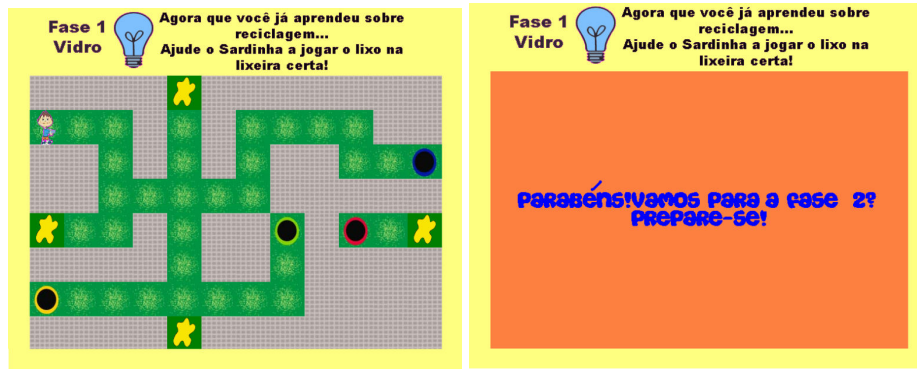 Fase 1
Vidro
Agora que você já aprendeu sobre
reciclagem...
Ajude o Sardinha a jogar o lixo na
lixeira certa!
Fase 1
Vidro
Agora que você já aprendeu sobre
reciclagem...
Ajude o Sardinha a jogar o lixo na
lixeira certa!
Parabéns!Vamos para a fase 2?
Prepare-se!